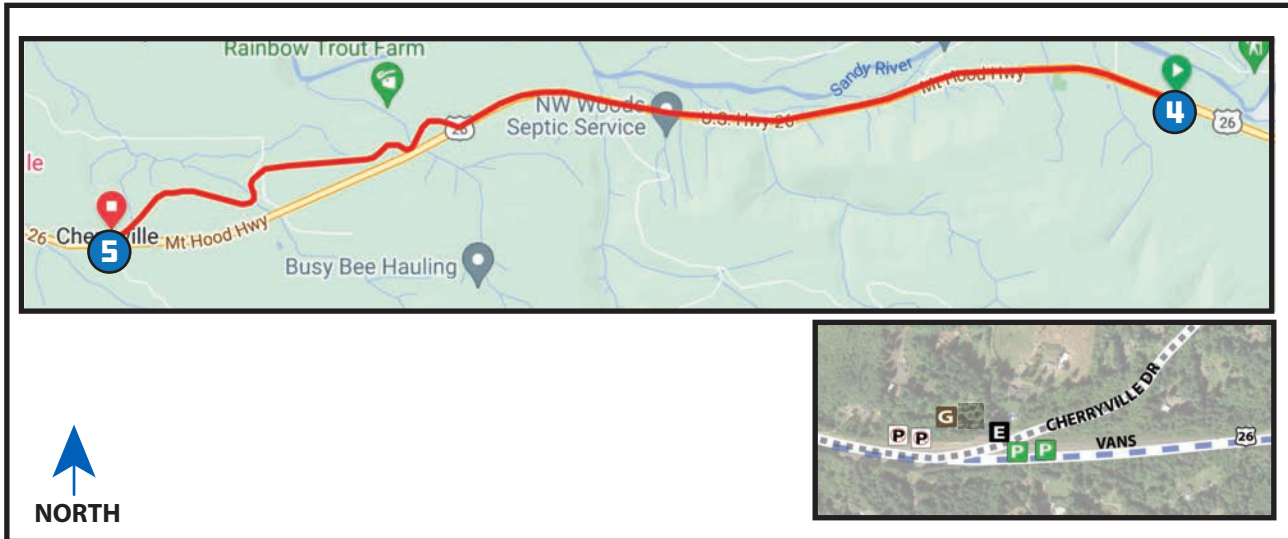 Rainbow Trout Farm
Sandy River
Mt Hood Hwy
4
26
NW Woods
Septic Service
U.S. Hwy 26
26
le
26
Cherryville
Mt Hood Hwy
5
Busy Bee Hauling
G
E
P
P
P
P
CHERRYVILLE DR
VANS
26
NORTH